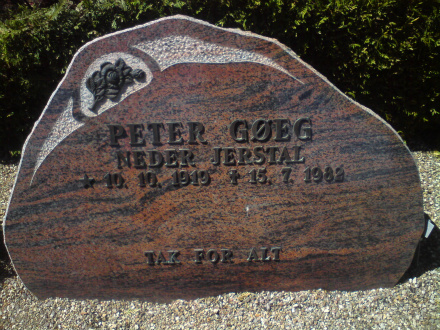 PETER GØEG
NEDER JERSTAL
★ 10. 10. 1919 ✝ 15. 7. 1982
TAK FOR ALT